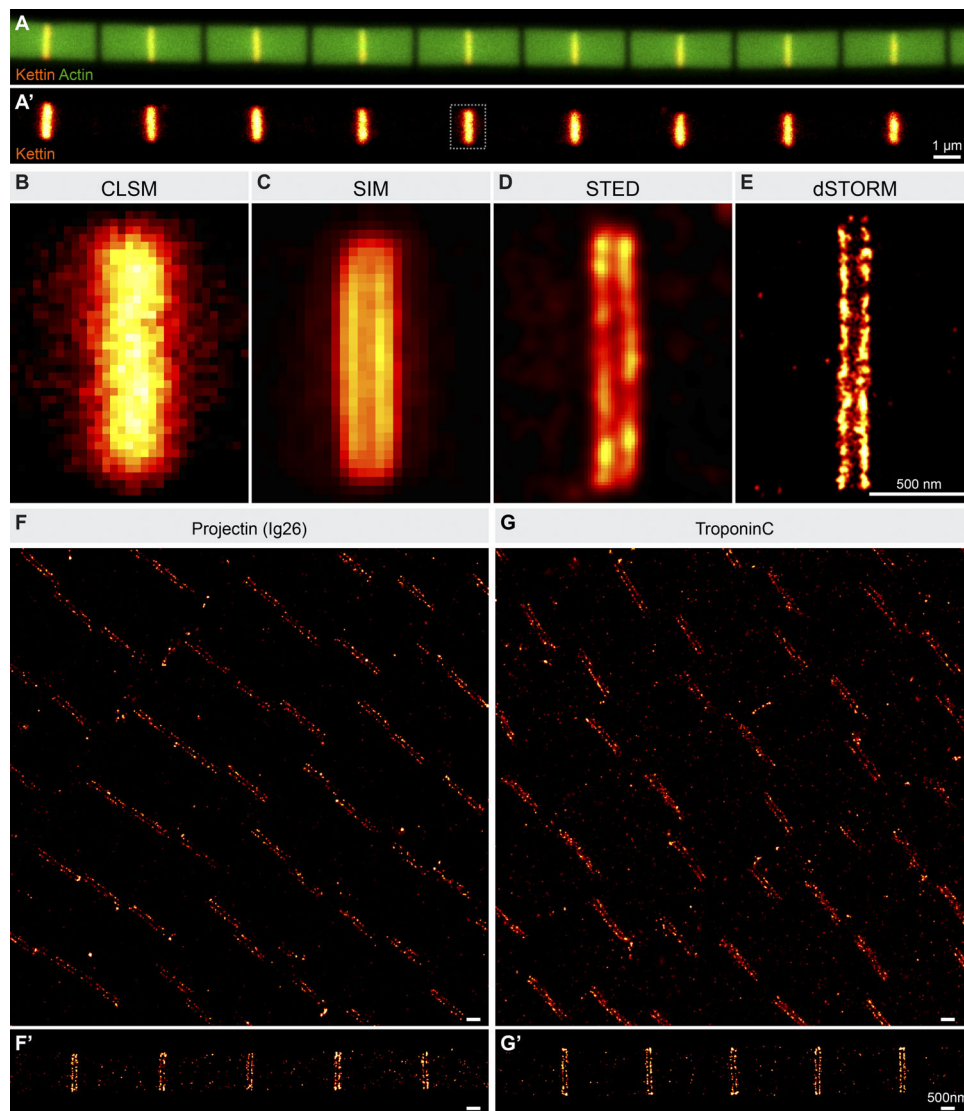 A
Kettin Actin
A'
Kettin
1 µm
B CLSM
C SIM
D STED
E dSTORM
500 nm
F Projectin (Ig26)
G TroponinC
F'
G'
500nm